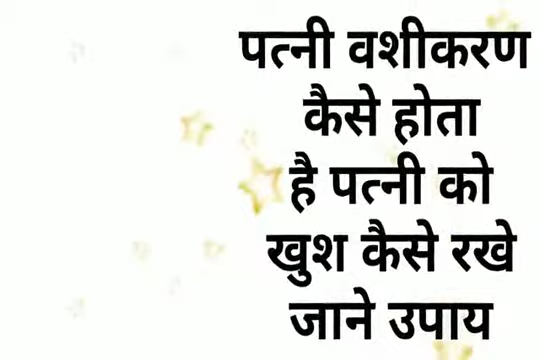 पत्नी वशीकरण
कैसे होता
है पत्नी को
खुश कैसे रखे
जाने उपाय